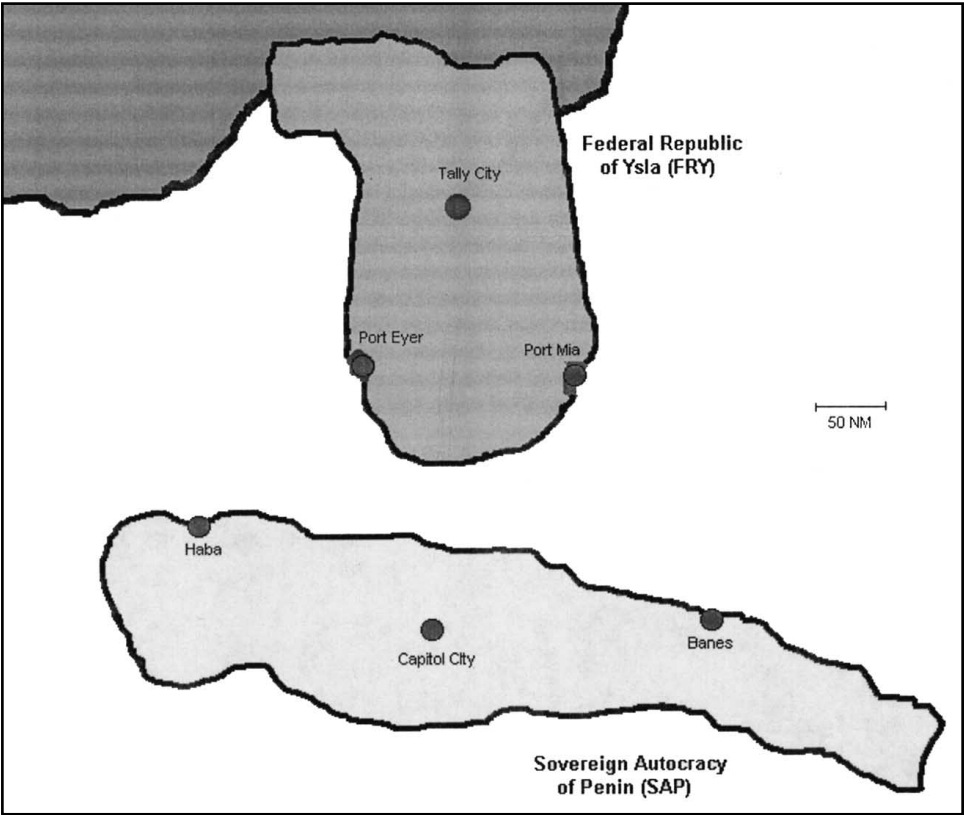 Federal Republic
of Ysla (FRY)
Tally City
Port Eyer
Port Mia
50 NM
Haba
Capitol CIty
Banes
Sovereign Autocracy
of Penin (SAP)